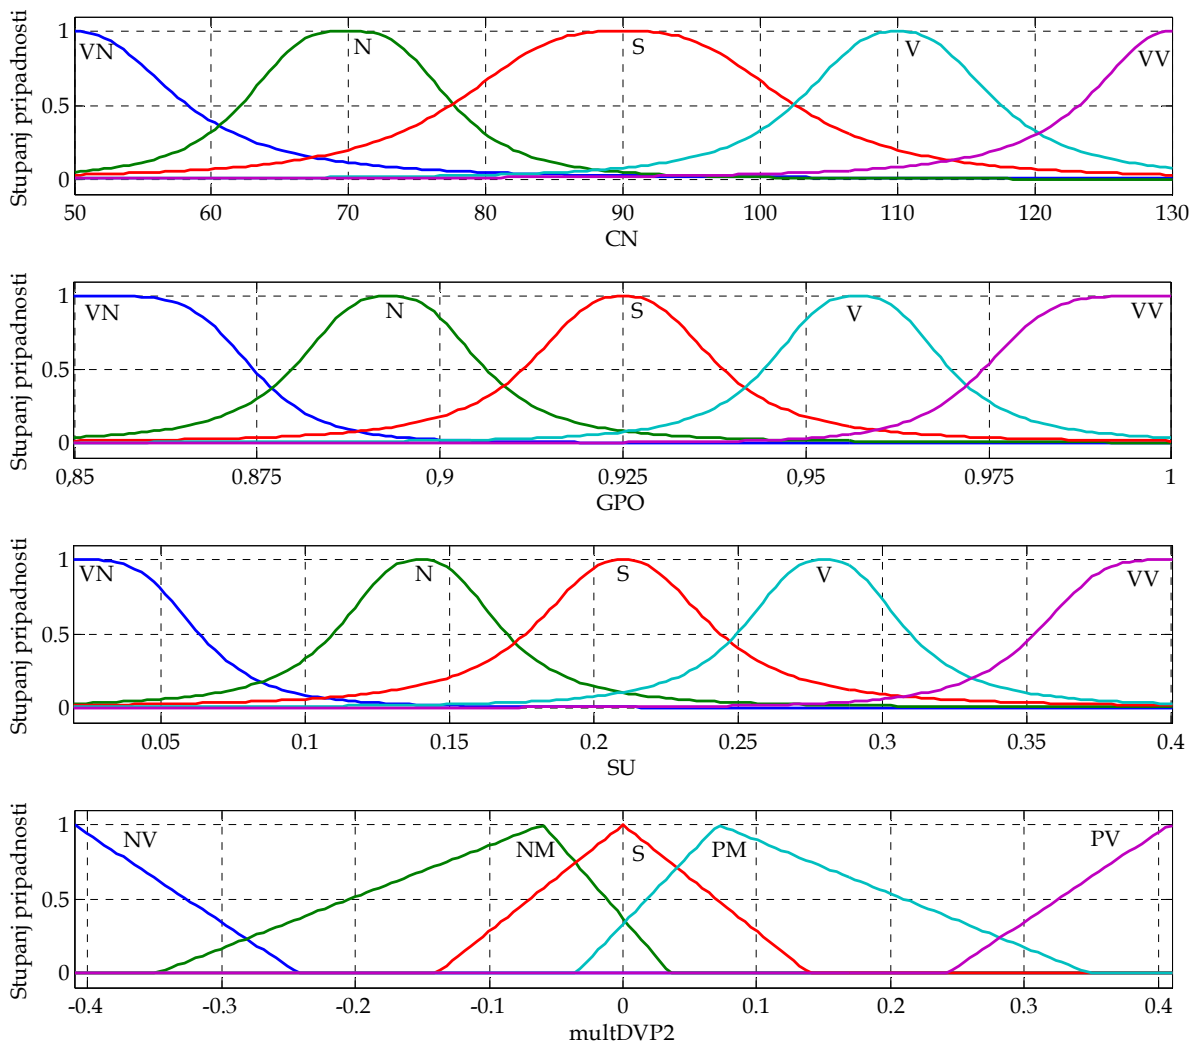 Stupanj pripadnosti
1
0.5
0
VN
N
S
V
VV
50 60 70 80 90 100 110 120 130
CN
Stupanj pripadnosti
1
0.5
0
VN
N
S
V
VV
0,85 0.875 0,9 0.925 0,95 0.975 1
GPO
Stupanj pripadnosti
1
0.5
0
VN
N
S
V
VV
0.05 0.1 0.15 0.2 0.25 0.3 0.35 0.4
SU
Stupanj pripadnosti
1
0.5
0
NV
NM
S
PM
PV
-0.4 -0.3 -0.2 -0.1 0 0.1 0.2 0.3 0.4
multDVP2